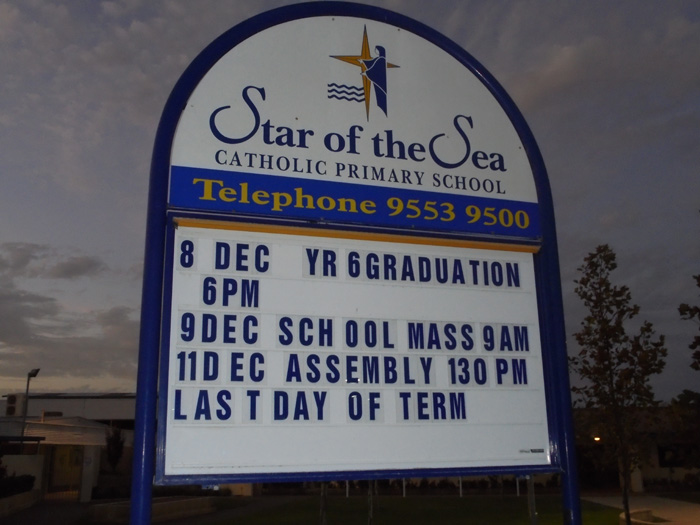 Star of the Sea
CATHOLIC PRIMARY SCHOOL
Telephone 9553 9500
8 DEC YR 6 GRADUATION
6PM
9 DEC SCHOOL MASS 9AM
11 DEC ASSEMBLY 130 PM
LAST DAY OF TERM